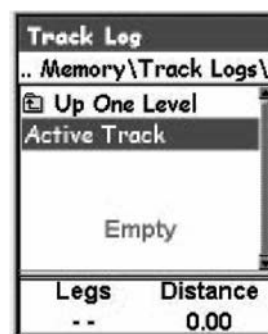 Track Log
.. Memory\Track Logs\
Up One Level
Active Track
Empty
Legs Distance
-- 0.00